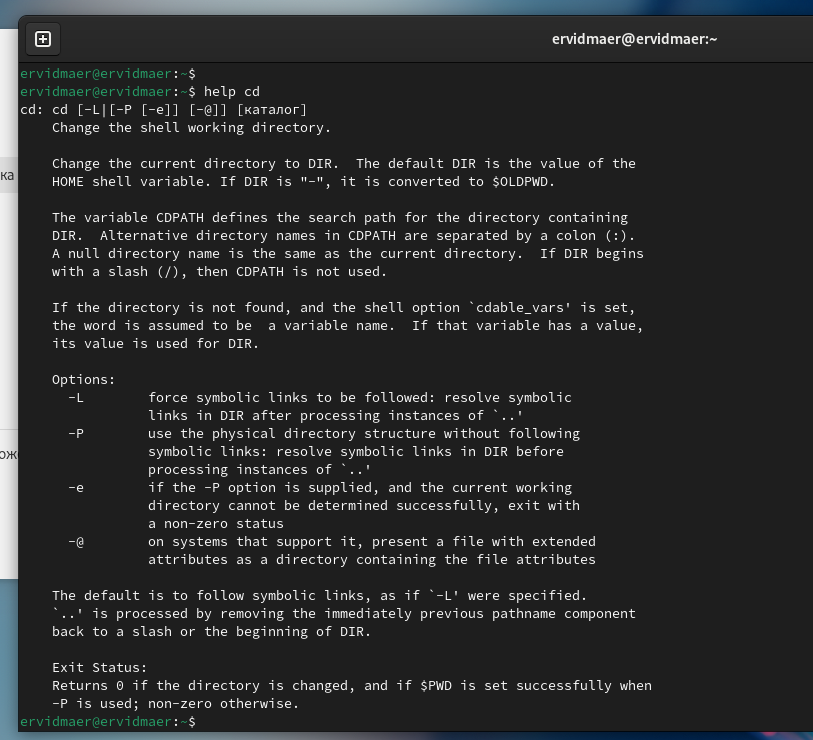 ervidmaer@ervidmaer:~
ervidmaer@ervidmaer:~$
ervidmaer@ervidmaer:~$ help cd
cd: cd [-L|[-P [-e]] [-@]] [каталог]
    Change the shell working directory.

    Change the current directory to DIR.  The default DIR is the value of the
    HOME shell variable. If DIR is "-", it is converted to $OLDPWD.

    The variable CDPATH defines the search path for the directory containing
    DIR.  Alternative directory names in CDPATH are separated by a colon (:).
    A null directory name is the same as the current directory.  If DIR begins
    with a slash (/), then CDPATH is not used.

    If the directory is not found, and the shell option `cdable_vars' is set,
    the word is assumed to be  a variable name.  If that variable has a value,
    its value is used for DIR.

    Options:
      -L        force symbolic links to be followed: resolve symbolic
                links in DIR after processing instances of `..'
      -P        use the physical directory structure without following
                symbolic links: resolve symbolic links in DIR before
                processing instances of `..'
      -e        if the -P option is supplied, and the current working
                directory cannot be determined successfully, exit with
                a non-zero status
      -@        on systems that support it, present a file with extended
                attributes as a directory containing the file attributes

    The default is to follow symbolic links, as if `-L' were specified.
    `..' is processed by removing the immediately previous pathname component
    back to a slash or the beginning of DIR.

    Exit Status:
    Returns 0 if the directory is changed, and if $PWD is set successfully when
    -P is used; non-zero otherwise.
ervidmaer@ervidmaer:~$
ка